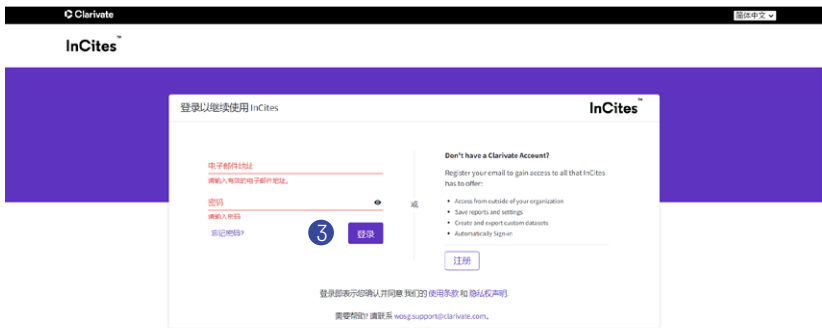 Clarivate
简体中文
InCites™
登录以继续使用 InCites
InCites™
电子邮件地址
请输入有效的电子邮件地址。
密码
请输入密码
忘记密码?
3
登录
或
Don't have a Clarivate Account?
Register your email to gain access to all that InCites
has to offer:
• Access from outside of your organization
• Save reports and settings
• Create and export custom datasets
• Automatically Sign-in
注册
登录即表示您确认并同意 我们的 使用条款 和 隐私权声明.
需要帮助? 请联系 wosg.support@clarivate.com。